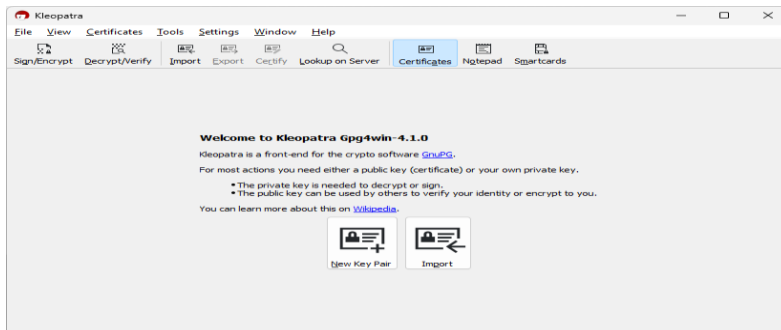 Kleopatra
File View Certificates Tools Settings Window Help
Sign/Encrypt Decrypt/Verify Import Export Certify Lookup on Server Certificates Notepad Smartcards
Welcome to Kleopatra Gpg4win-4.1.0
Kleopatra is a front-end for the crypto software GnuPG.
For most actions you need either a public key (certificate) or your own private key.
• The private key is needed to decrypt or sign.
• The public key can be used by others to verify your identity or encrypt to you.
You can learn more about this on Wikipedia.
New Key Pair Import